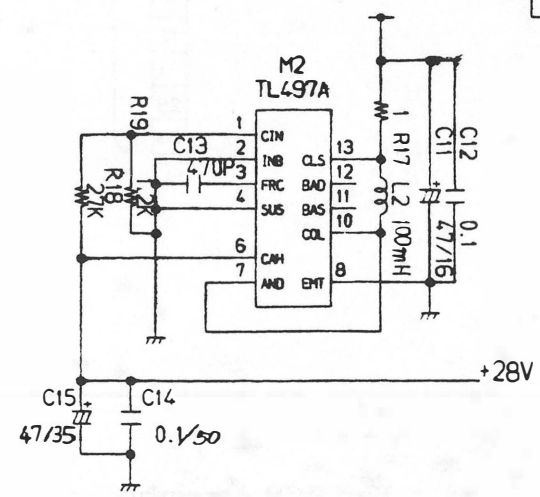 M2
TL497A
R19
C13
470P
R18
27K
2K
1
2
3
4
6
7
CIN
INB
FRC
SUS
CAH
AND
CLS
BAD
BAS
COL
EMT
13
12
11
10
8
1
R17
L2
100mH
C11
47/16
C12
0.1
+28V
C15
+
47/35
C14
0.1/50